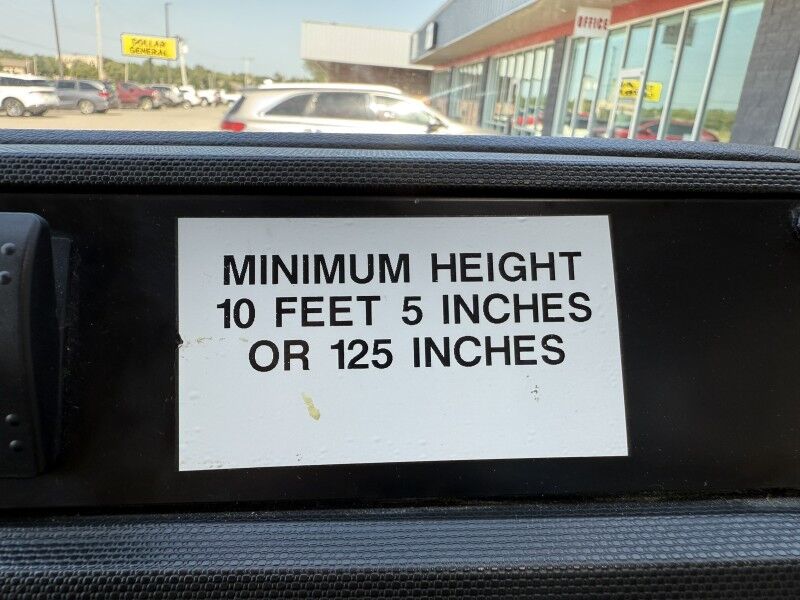 DOLLAR
GENERAL
OFFICE
MINIMUM HEIGHT
10 FEET 5 INCHES
OR 125 INCHES